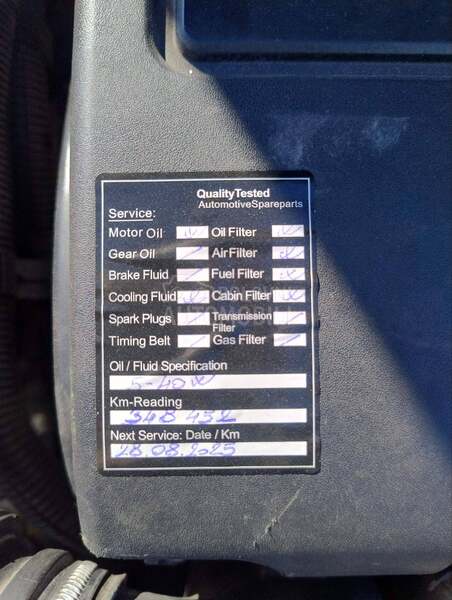 QualityTested
AutomotiveSpareparts
Service:
Motor Oil Oil Filter
Gear Oil Air Filter
Brake Fluid Fuel Filter
Cooling Fluid Cabin Filter
Spark Plugs Transmission Filter
Timing Belt Gas Filter
Oil / Fluid Specification
5-40W
Km-Reading
348 432
Next Service: Date / Km
28.08.2025